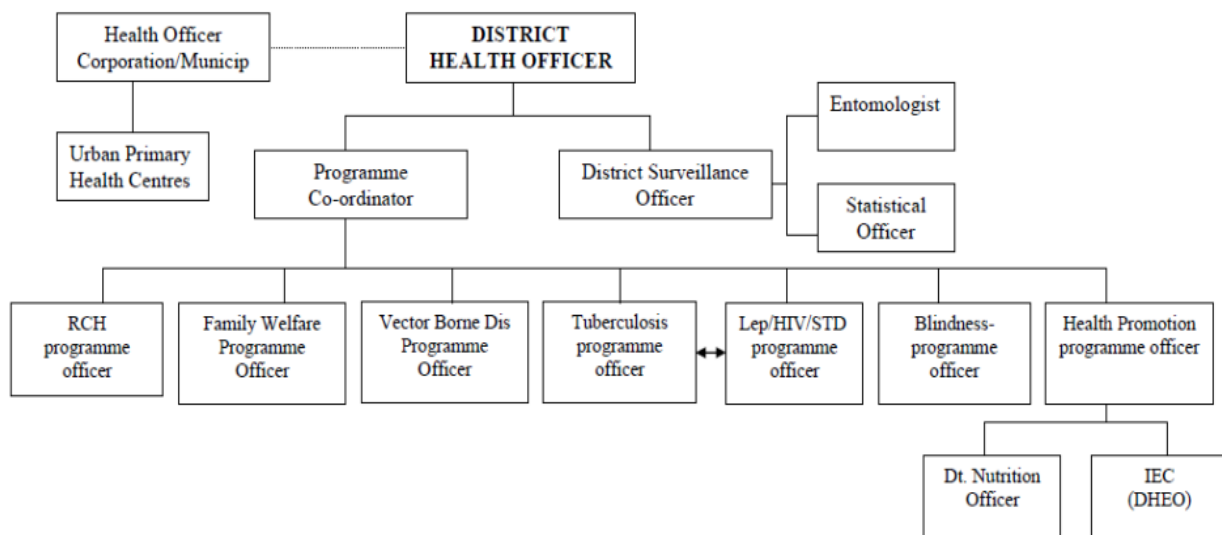 Health Officer
Corporation/Municip
DISTRICT
HEALTH OFFICER
Entomologist
Urban Primary
Health Centres
Programme
Co-ordinator
District Surveillance
Officer
Statistical
Officer
RCH
programme
officer
Family Welfare
Programme
Officer
Vector Borne Dis
Programme
Officer
Tuberculosis
programme
officer
Lep/HIV/STD
programme
officer
Blindness-
programme
officer
Health Promotion
programme officer
Dt. Nutrition
Officer
IEC
(DHEO)